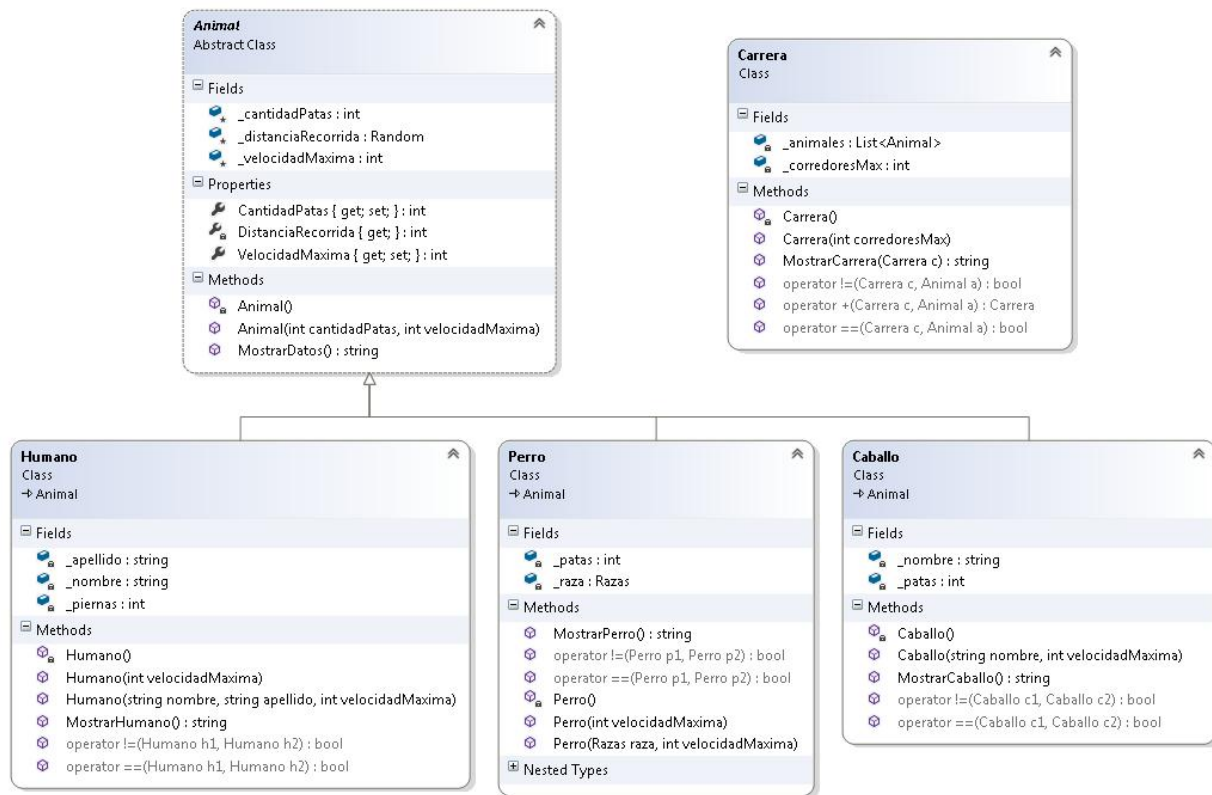 Animal
Abstract Class
Fields
_cantidadPatas : int
_distanciaRecorrida : Random
_velocidadMaxima : int
Properties
CantidadPatas { get; set; } : int
DistanciaRecorrida { get; } : int
VelocidadMaxima { get; set; } : int
Methods
Animal()
Animal(int cantidadPatas, int velocidadMaxima)
MostrarDatos() : string
Carrera
Class
Fields
_animales : List<Animal>
_corredoresMax : int
Methods
Carrera()
Carrera(int corredoresMax)
MostrarCarrera(Carrera c) : string
operator !=(Carrera c, Animal a) : bool
operator +(Carrera c, Animal a) : Carrera
operator ==(Carrera c, Animal a) : bool
Humano
Class
Animal
Fields
_apellido : string
_nombre : string
_piernas : int
Methods
Humano()
Humano(int velocidadMaxima)
Humano(string nombre, string apellido, int velocidadMaxima)
MostrarHumano() : string
operator !=(Humano h1, Humano h2) : bool
operator ==(Humano h1, Humano h2) : bool
Perro
Class
Animal
Fields
_patas : int
_raza : Razas
Methods
MostrarPerro() : string
operator !=(Perro p1, Perro p2) : bool
operator ==(Perro p1, Perro p2) : bool
Perro()
Perro(int velocidadMaxima)
Perro(Razas raza, int velocidadMaxima)
Nested Types
Caballo
Class
Animal
Fields
_nombre : string
_patas : int
Methods
Caballo()
Caballo(string nombre, int velocidadMaxima)
MostrarCaballo() : string
operator !=(Caballo c1, Caballo c2) : bool
operator ==(Caballo c1, Caballo c2) : bool